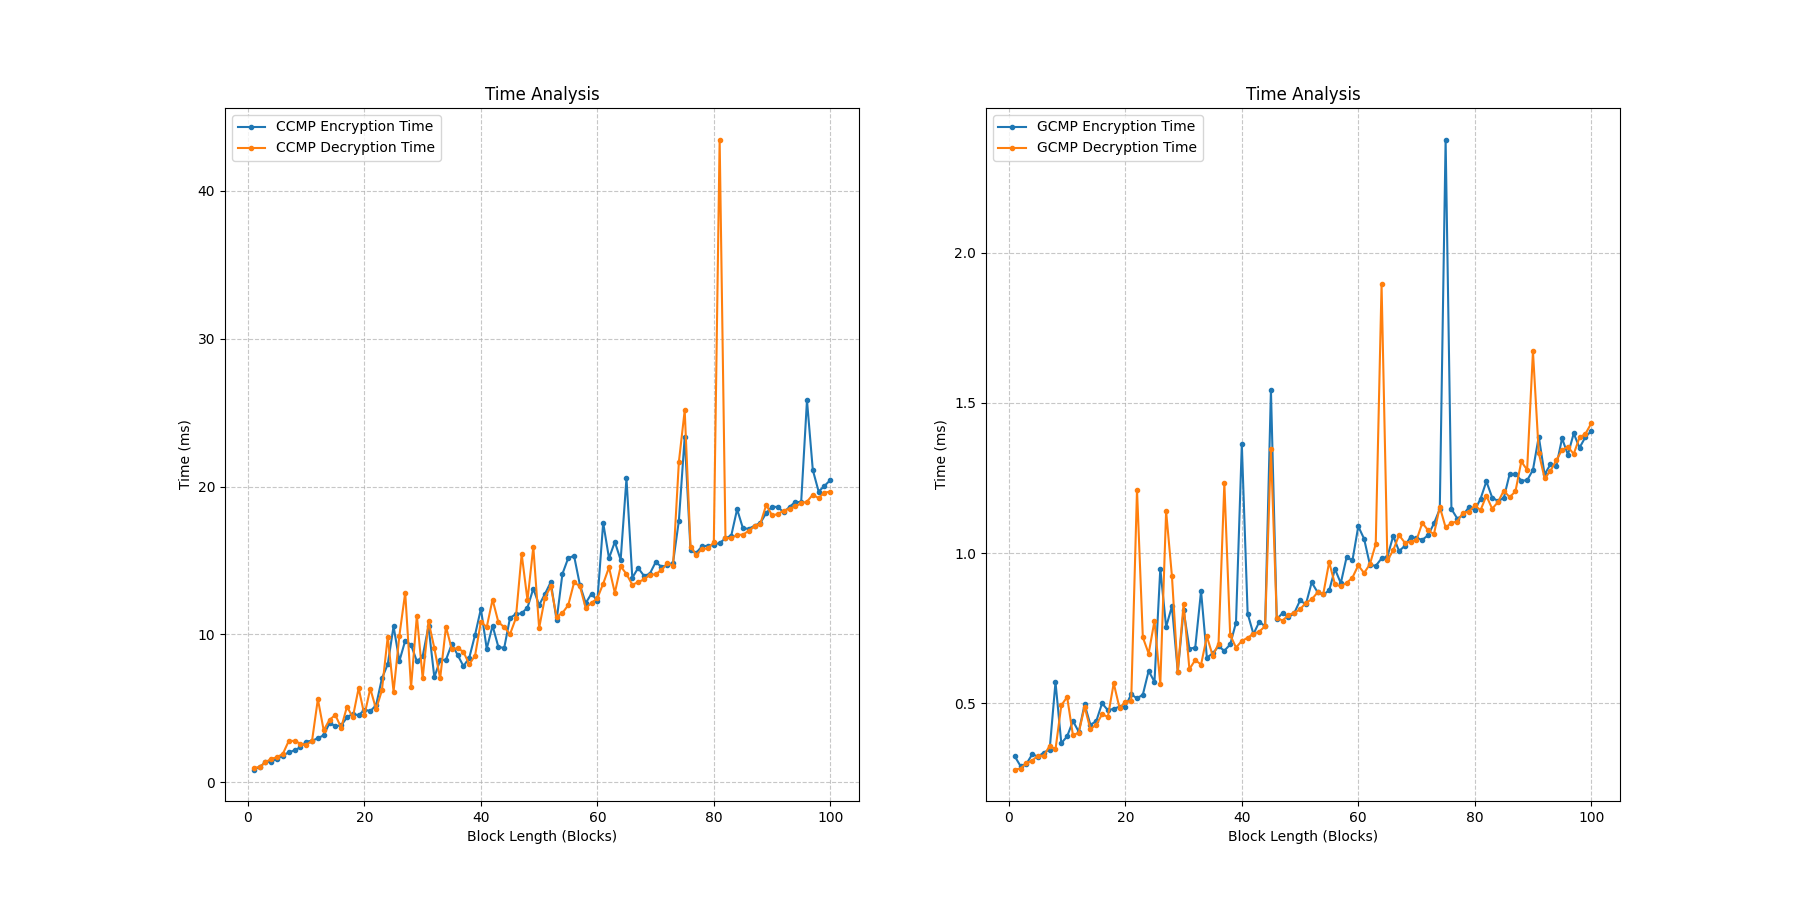 Time Analysis
CCMP Encryption Time
CCMP Decryption Time
Time (ms)
40
30
20
10
0
0 20 40 60 80 100
Block Length (Blocks)
Time Analysis
GCMP Encryption Time
GCMP Decryption Time
Time (ms)
2.0
1.5
1.0
0.5
0 20 40 60 80 100
Block Length (Blocks)